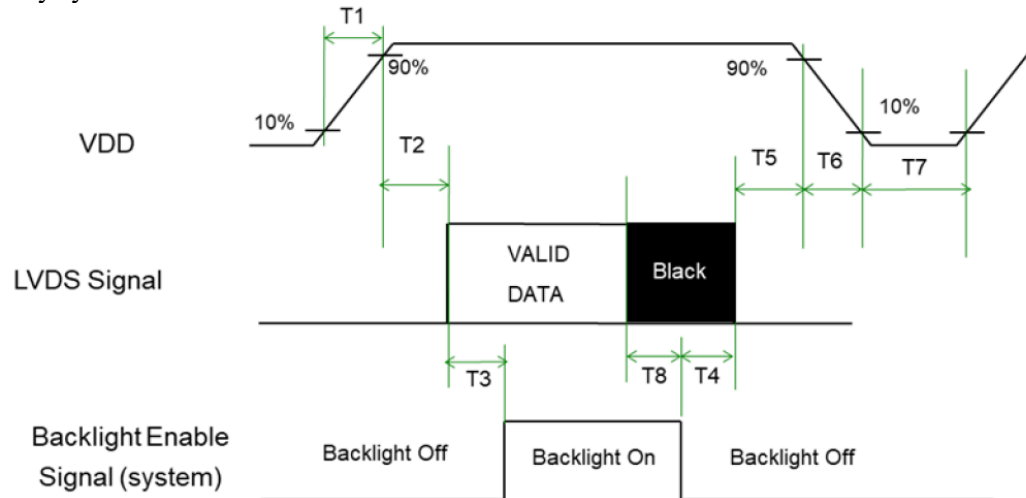 T1
90%
90%
10%
10%
VDD
T2
T5
T6
T7
LVDS Signal
VALID
DATA
Black
T3
T8
T4
Backlight Enable
Signal (system)
Backlight Off
Backlight On
Backlight Off